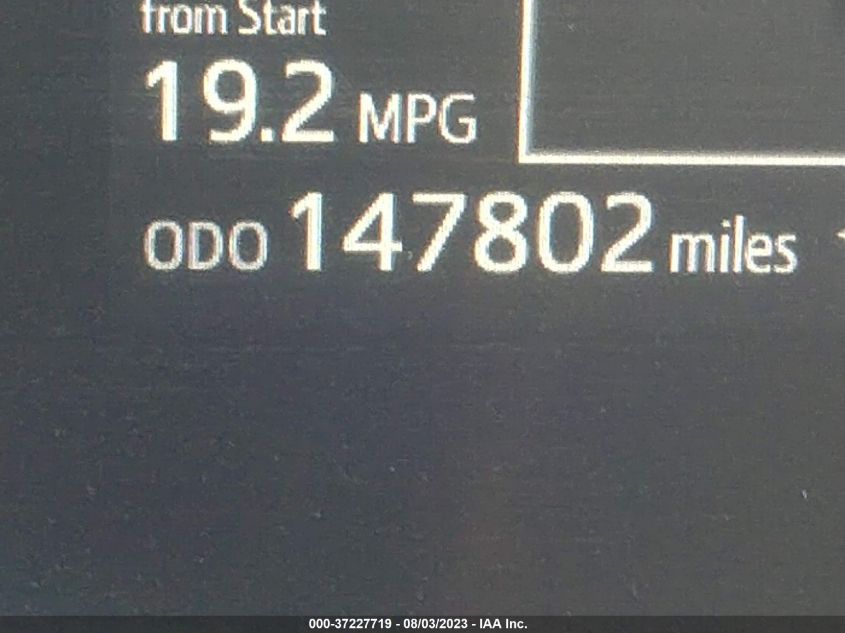 from Start
19.2 MPG
ODO 147802 miles
000-37227719 - 08/03/2023 - IAA Inc.